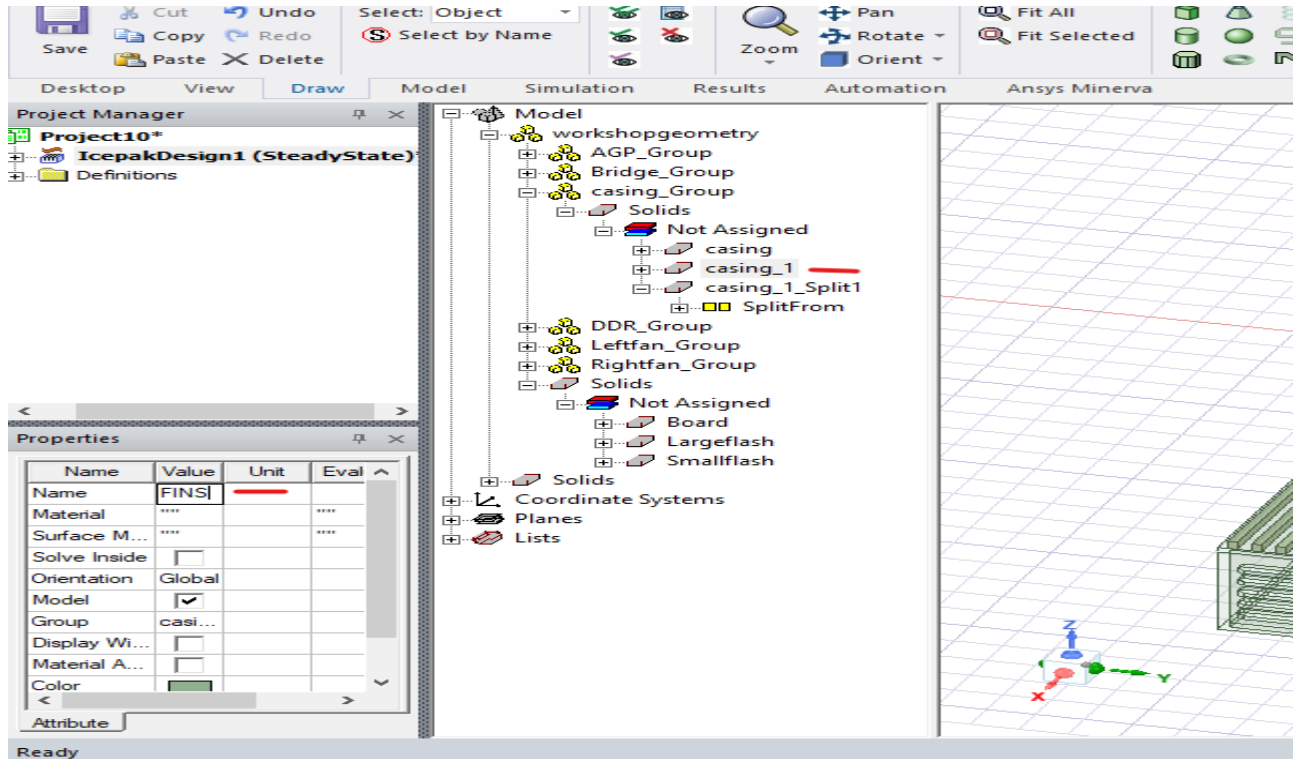 Cut Undo Select: Object Pan Fit All
Copy Redo Select by Name Rotate Fit Selected
Save Paste Delete Zoom Orient
Desktop View Draw Model Simulation Results Automation Ansys Minerva
Project Manager
Project10*
IcepakDesign1 (SteadyState)*
Definitions
Model
workshopgeometry
AGP_Group
Bridge_Group
casing_Group
Solids
Not Assigned
casing
casing_1
casing_1_Split1
SplitFrom
DDR_Group
Leftfan_Group
Rightfan_Group
Solids
Not Assigned
Board
Largeflash
Smallflash
Solids
Coordinate Systems
Planes
Lists
Properties
Name Value Unit Eval
Name FINS
Material "" ""
Surface M... "" ""
Solve Inside
Orientation Global
Model
Group casi...
Display Wi...
Material A...
Color
Attribute
Ready
Z
Y
X